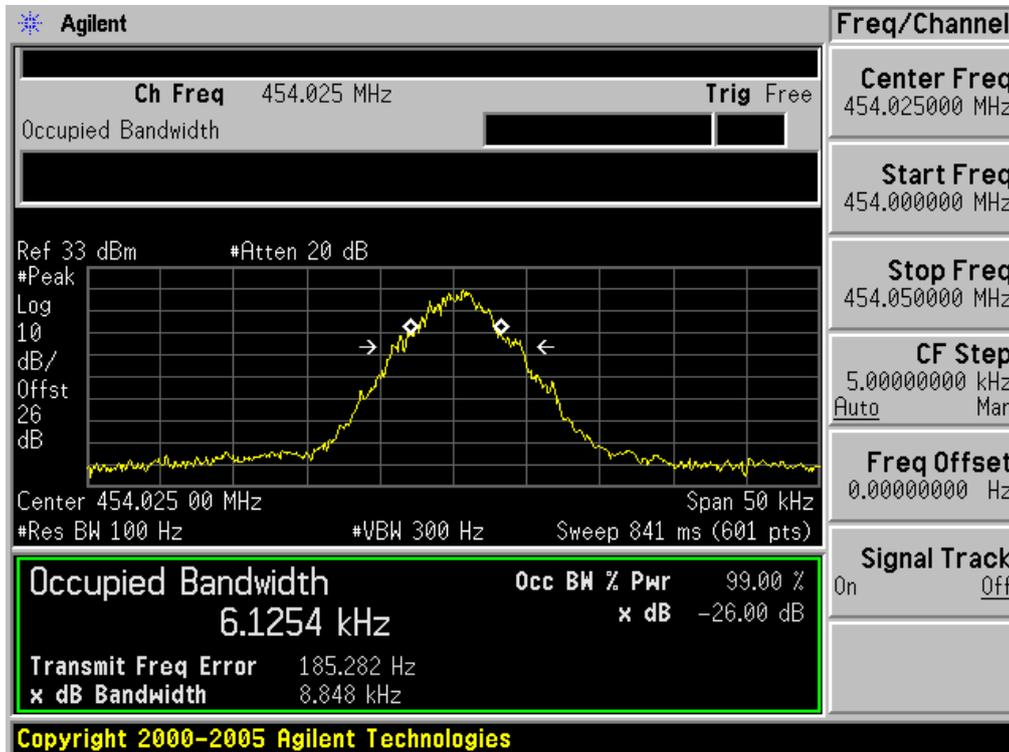 Agilent
Ch Freq 454.025 MHz Trig Free
Occupied Bandwidth
Ref 33 dBm #Atten 20 dB
#Peak
Log
10
dB/
Offst
26
dB
Center 454.025 00 MHz Span 50 kHz
#Res BW 100 Hz #VBW 300 Hz Sweep 841 ms (601 pts)
Occupied Bandwidth
6.1254 kHz
Occ BW % Pwr 99.00 %
x dB -26.00 dB
Transmit Freq Error 185.282 Hz
x dB Bandwidth 8.848 kHz
Copyright 2000-2005 Agilent Technologies
Freq/Channel
Center Freq
454.025000 MHz
Start Freq
454.000000 MHz
Stop Freq
454.050000 MHz
CF Step
5.00000000 kHz
Auto Man
Freq Offset
0.00000000 Hz
Signal Track
On Off